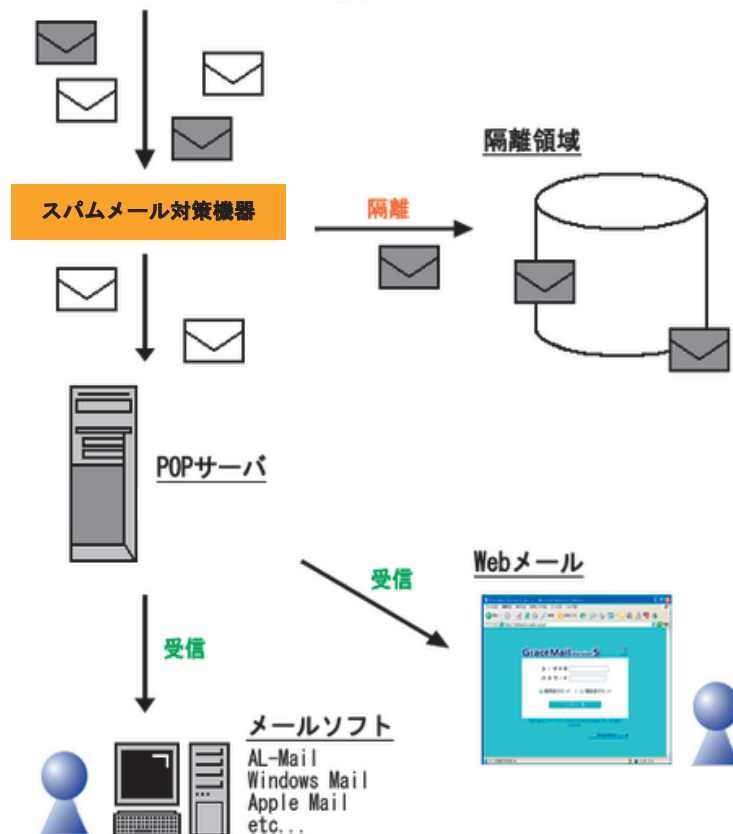 隔離領域
スパムメール対策機器
隔離
POPサーバ
受信
Webメール
受信
GraceMail
メールソフト
AL-Mail
Windows Mail
Apple Mail
etc...